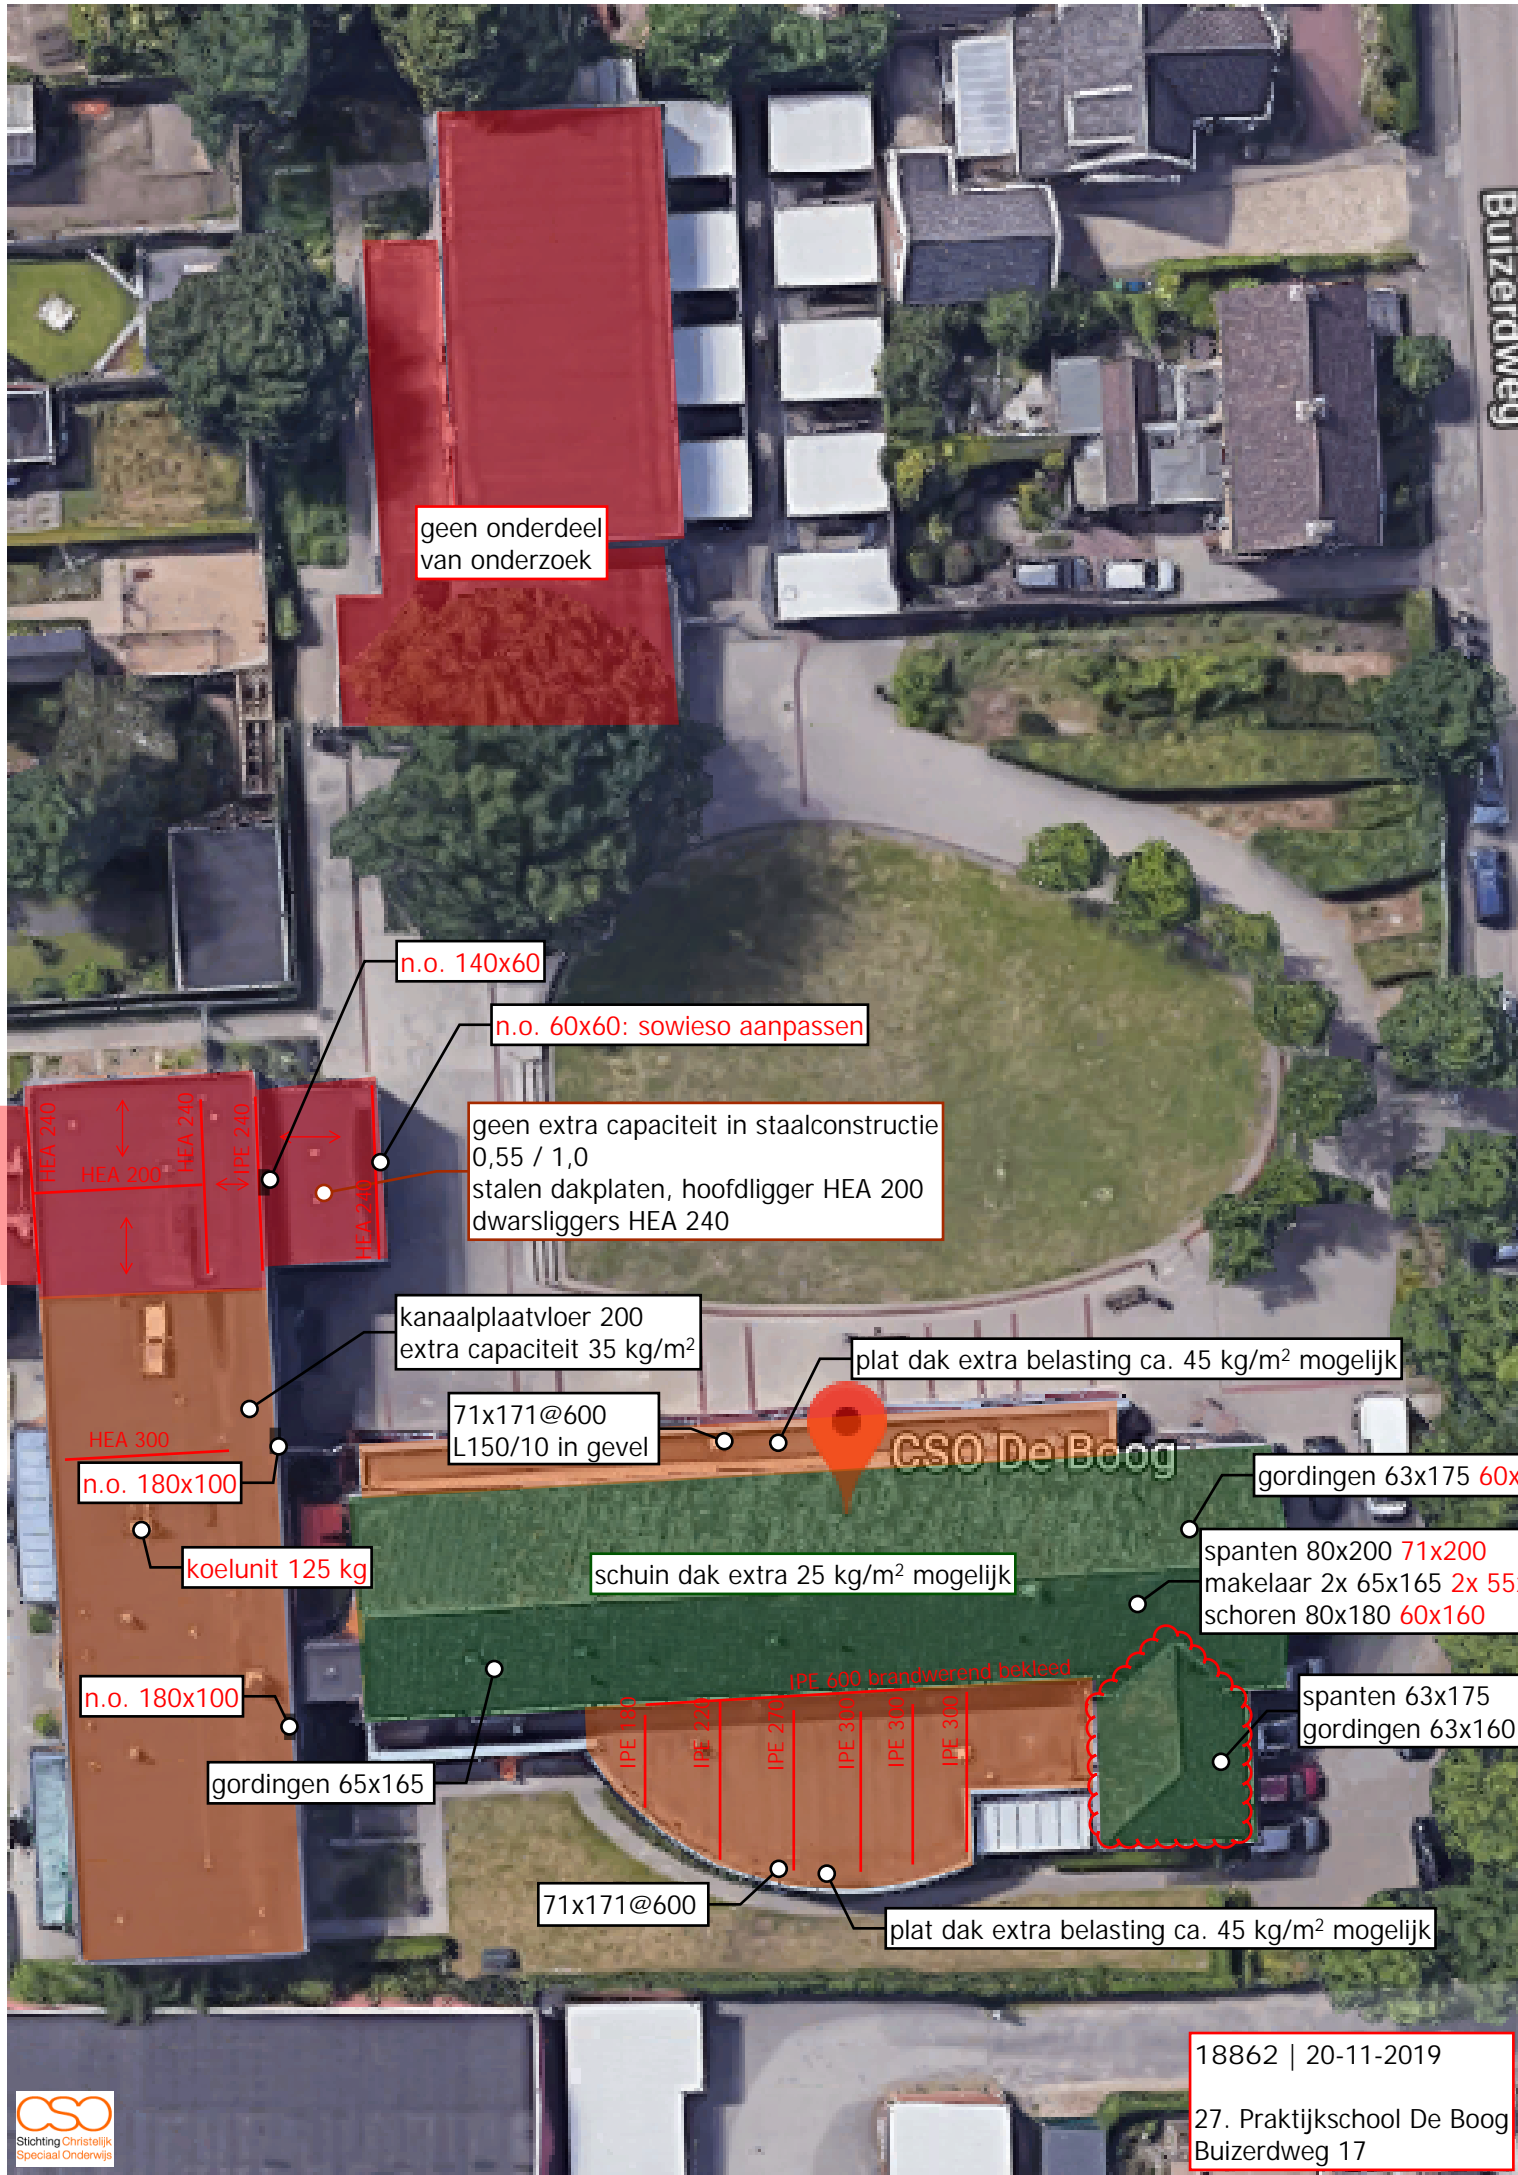 Buizerdweg
geen onderdeel
van onderzoek
n.o. 140x60
n.o. 60x60: sowieso aanpassen
HEA 240
HEA 200
HEA 240
IPE 240
HEA 240
geen extra capaciteit in staalconstructie
0,55 / 1,0
stalen dakplaten, hoofdligger HEA 200
dwarsliggers HEA 240
kanaalplaatvloer 200
extra capaciteit 35 kg/m²
plat dak extra belasting ca. 45 kg/m² mogelijk
71x171@600
L150/10 in gevel
HEA 300
CSO De Boog
n.o. 180x100
gordingen 63x175 60x
koelunit 125 kg
schuin dak extra 25 kg/m² mogelijk
spanten 80x200 71x200
makelaar 2x 65x165 2x 55x
schoren 80x180 60x160
n.o. 180x100
IPE 600 brandwerend bekleed
IPE 180
IPE 220
IPE 270
IPE 300
IPE 300
IPE 300
spanten 63x175
gordingen 63x160
gordingen 65x165
71x171@600
plat dak extra belasting ca. 45 kg/m² mogelijk
18862 | 20-11-2019
27. Praktijkschool De Boog
Buizerdweg 17
CSO
Stichting Christelijk
Speciaal Onderwijs